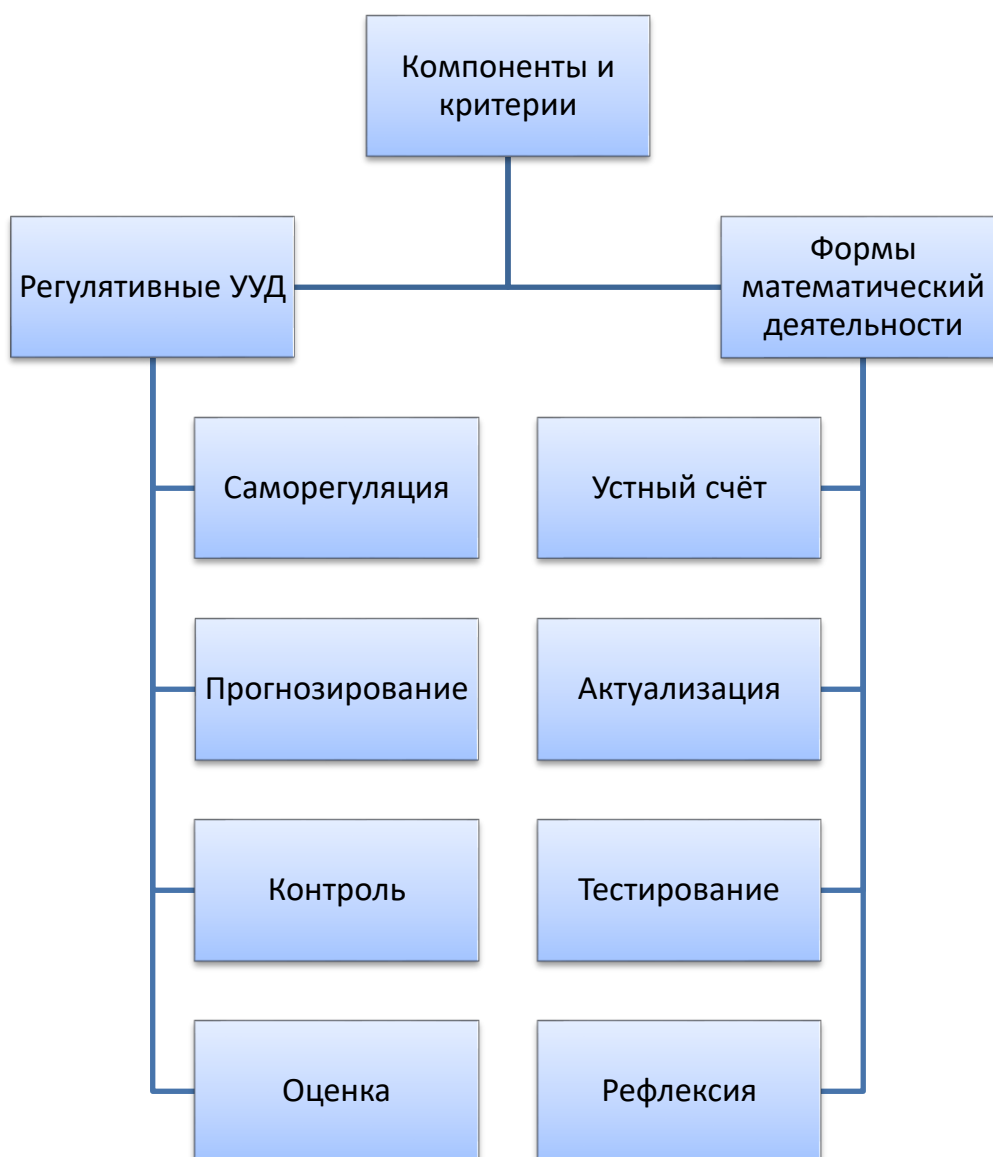 Компоненты и
критерии
Регулятивные УУД
Формы
математический
деятельности
Саморегуляция
Устный счёт
Прогнозирование
Актуализация
Контроль
Тестирование
Оценка
Рефлексия